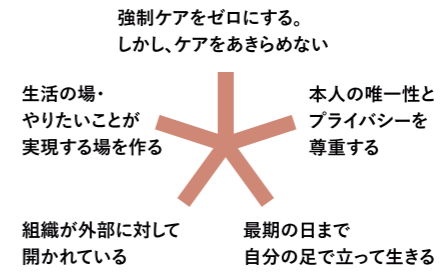 強制ケアをゼロにする。
しかし、ケアをあきらめない
生活の場・
やりたいことが
実現する場を作る
本人の唯一性と
プライバシーを
尊重する
組織が外部に対して
開かれている
最期の日まで
自分の足で立って生きる